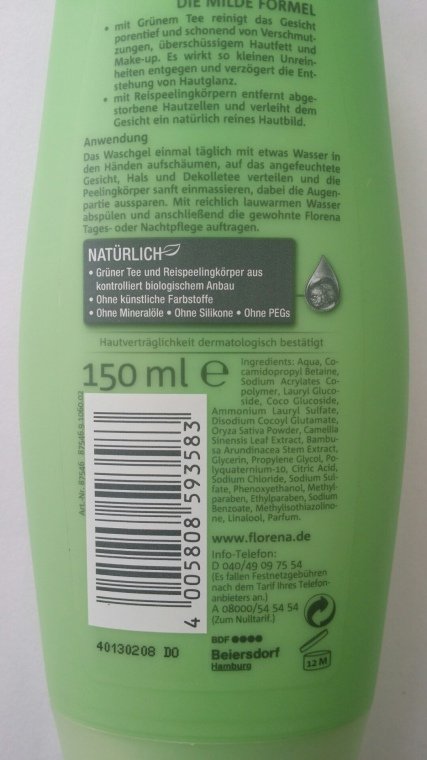 DIE MILDE FORMEL
• mit Grünem Tee reinigt das Gesicht
porentief und schonend von Verschmut-
zungen, überschüssigem Hautfett und
Make-up. Es wirkt so kleinen Unrein-
heiten entgegen und verzögert die Ent-
stehung von Hautglanz.
• mit Reispeelingkörpern entfernt abge-
storbene Hautzellen und verleiht dem
Gesicht ein natürlich reines Hautbild.
Anwendung
Das Waschgel einmal täglich mit etwas Wasser in
den Händen aufschäumen, auf das angefeuchtete
Gesicht, Hals und Dekolletee verteilen und die
Peelingkörper sanft einmassieren, dabei die Augen-
partie aussparen. Mit reichlich lauwarmen Wasser
abspülen und anschließend die gewohnte Florena
Tages- oder Nachtpflege auftragen.
NATÜRLICH
• Grüner Tee und Reispeelingkörper aus
kontrolliert biologischem Anbau
• Ohne künstliche Farbstoffe
• Ohne Mineralöle • Ohne Silikone • Ohne PEGs
Hautverträglichkeit dermatologisch bestätigt
150 ml e
Ingredients: Aqua, Co-
camidopropyl Betaine,
Sodium Acrylates Co-
polymer, Lauryl Gluco-
side, Coco Glucoside,
Ammonium Lauryl Sulfate,
Disodium Cocoyl Glutamate,
Oryza Sativa Powder, Camellia
Sinensis Leaf Extract, Bambu-
sa Arundinacea Stem Extract,
Glycerin, Propylene Glycol, Po-
lyquaternium-10, Citric Acid,
Sodium Chloride, Sodium Sul-
fate, Phenoxyethanol, Methyl-
paraben, Ethylparaben, Sodium
Benzoate, Methylisothiazolino-
ne, Linalool, Parfum.
www.florena.de
Info-Telefon:
D 040/49 09 75 54
(Es fallen Festnetzgebühren
nach dem Tarif Ihres Telefon-
anbieters an.)
A 08000/54 54 54
(Zum Nulltarif.)
BDF
Beiersdorf
Hamburg
12 M
Art.-Nr. 87546
4 005808 593583
40130208 DO